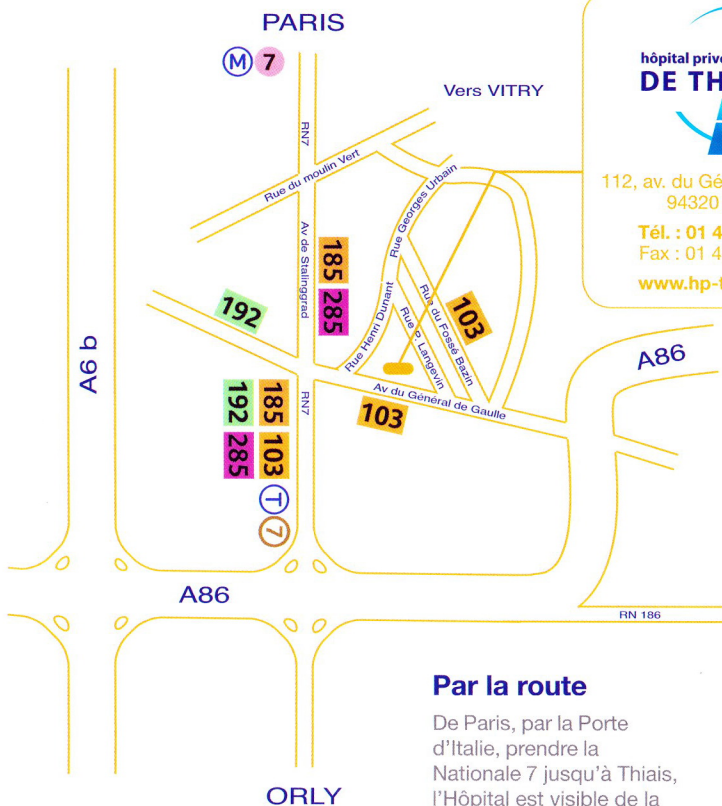 PARIS
M 7
Vers VITRY
hôpital privé
DE TH
112, av. du Gé
94320
Tél. : 01 4
Fax : 01 4
www.hp-t
RN7
Rue du moulin Vert
Av de Stalinggrad
185
285
Rue Georges Urbain
Rue Henri Dunant
Rue P. Langevin
Rue du Fossé Bazin
103
192
A6 b
A86
Av du Général de Gaulle
103
RN7
185 103
192 285
T
7
A86
RN 186
Par la route
De Paris, par la Porte
d'Italie, prendre la
Nationale 7 jusqu'à Thiais,
l'Hôpital est visible de la
ORLY